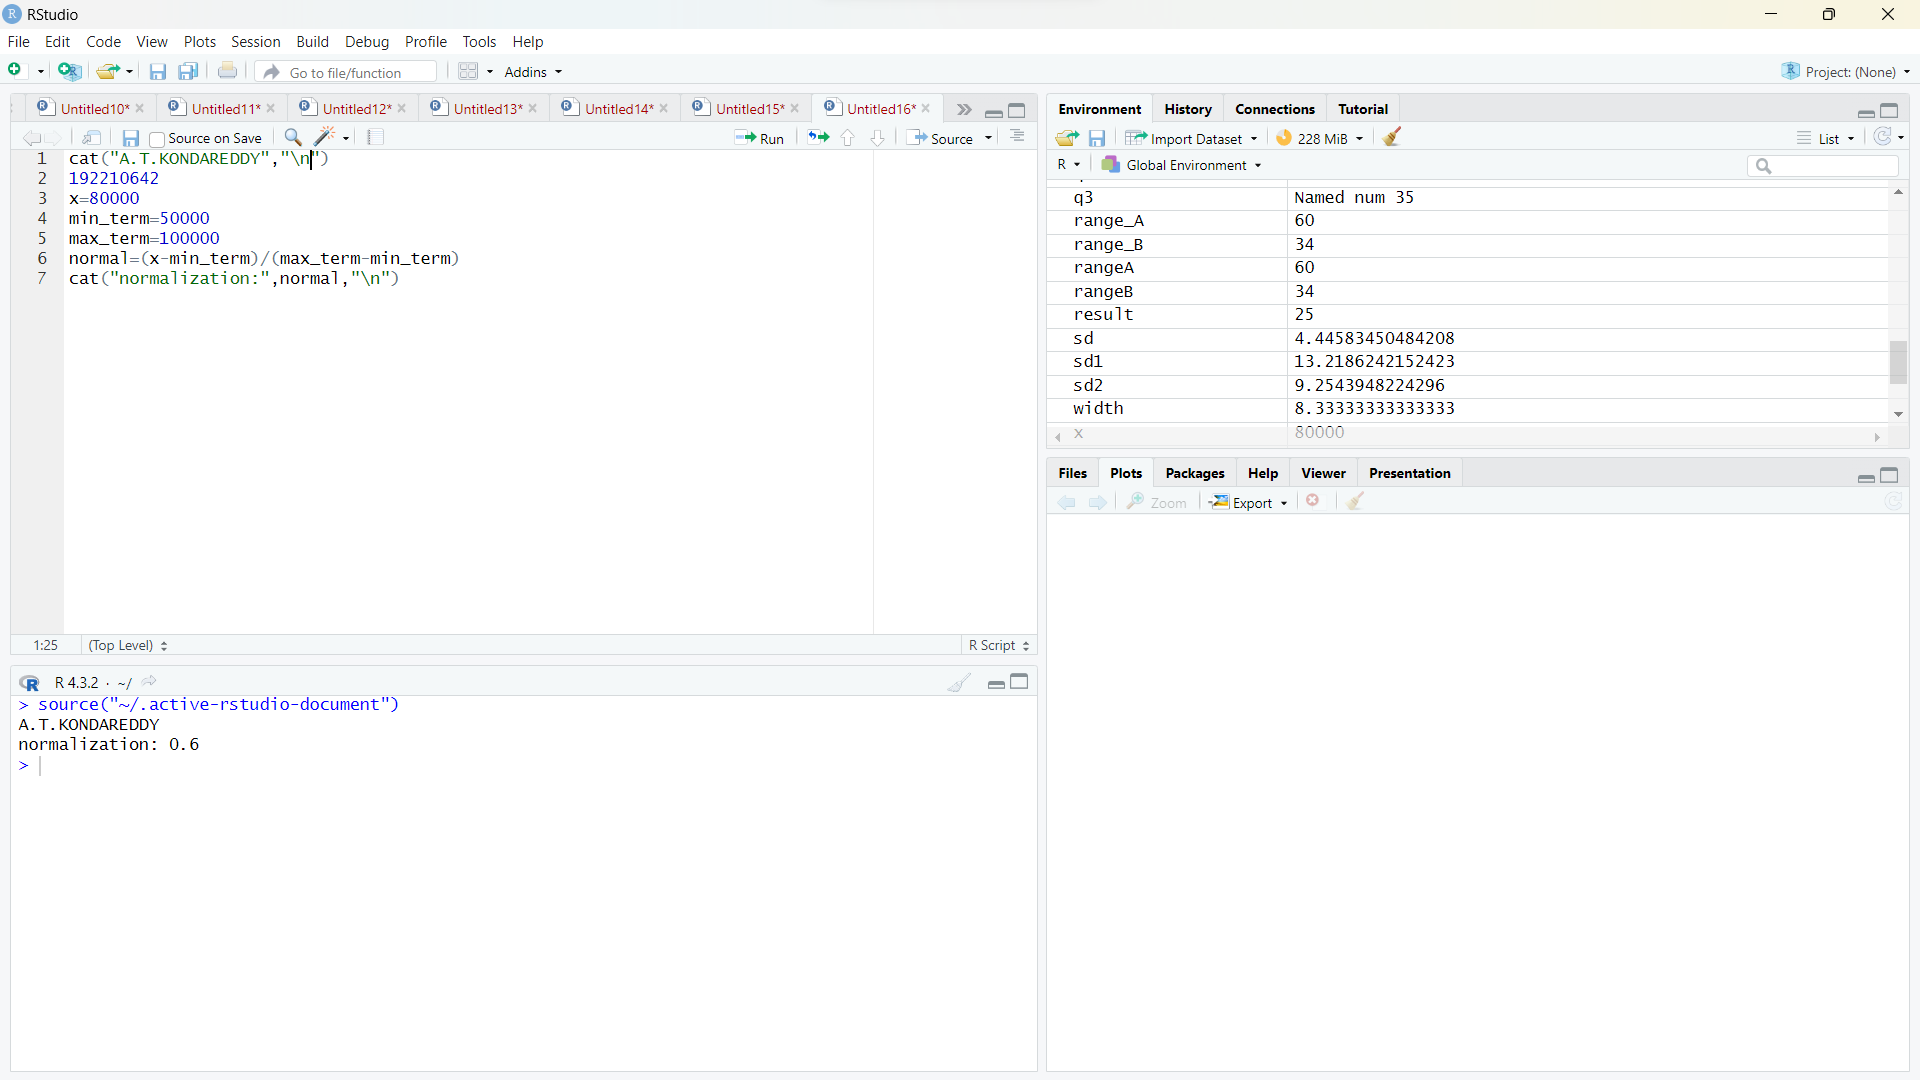 RStudio
File Edit Code View Plots Session Build Debug Profile Tools Help
Go to file/function Addins Project: (None)
Untitled10* Untitled11* Untitled12* Untitled13* Untitled14* Untitled15* Untitled16*
Source on Save Run Source
1 cat("A.T.KONDAREDDY","\n")
2 192210642
3 x=80000
4 min_term=50000
5 max_term=100000
6 normal=(x-min_term)/(max_term-min_term)
7 cat("normalization:",normal,"\n")
1:25 (Top Level) R Script
R 4.3.2 · ~/
> source("~/.active-rstudio-document")
A.T.KONDAREDDY
normalization: 0.6
>
Environment History Connections Tutorial
Import Dataset 228 MiB List
R Global Environment
q3 Named num 35
range_A 60
range_B 34
rangeA 60
rangeB 34
result 25
sd 4.44583450484208
sd1 13.2186242152423
sd2 9.2543948224296
width 8.33333333333333
x 80000
Files Plots Packages Help Viewer Presentation
Zoom Export